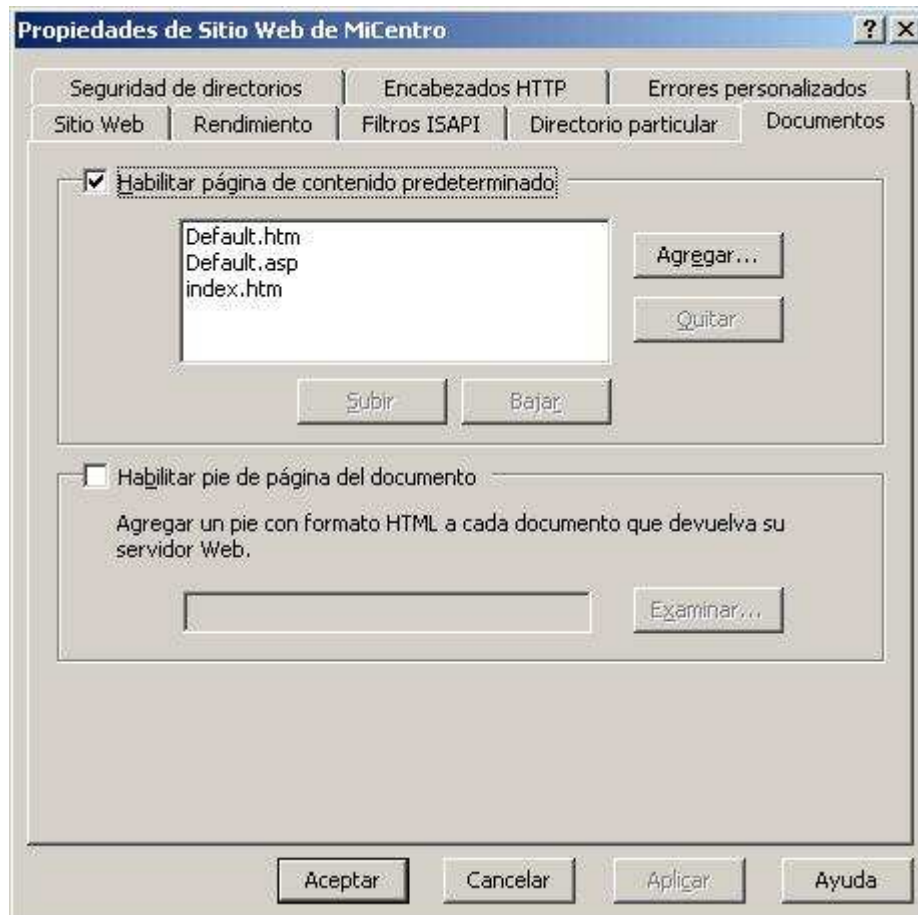 Propiedades de Sitio Web de MiCentro
Seguridad de directorios Encabezados HTTP Errores personalizados
Sitio Web Rendimiento Filtros ISAPI Directorio particular Documentos
Habilitar página de contenido predeterminado
Default.htm
Default.asp
index.htm
Agregar...
Quitar
Subir Bajar
Habilitar pie de página del documento
Agregar un pie con formato HTML a cada documento que devuelva su
servidor Web.
Examinar...
Aceptar Cancelar Aplicar Ayuda